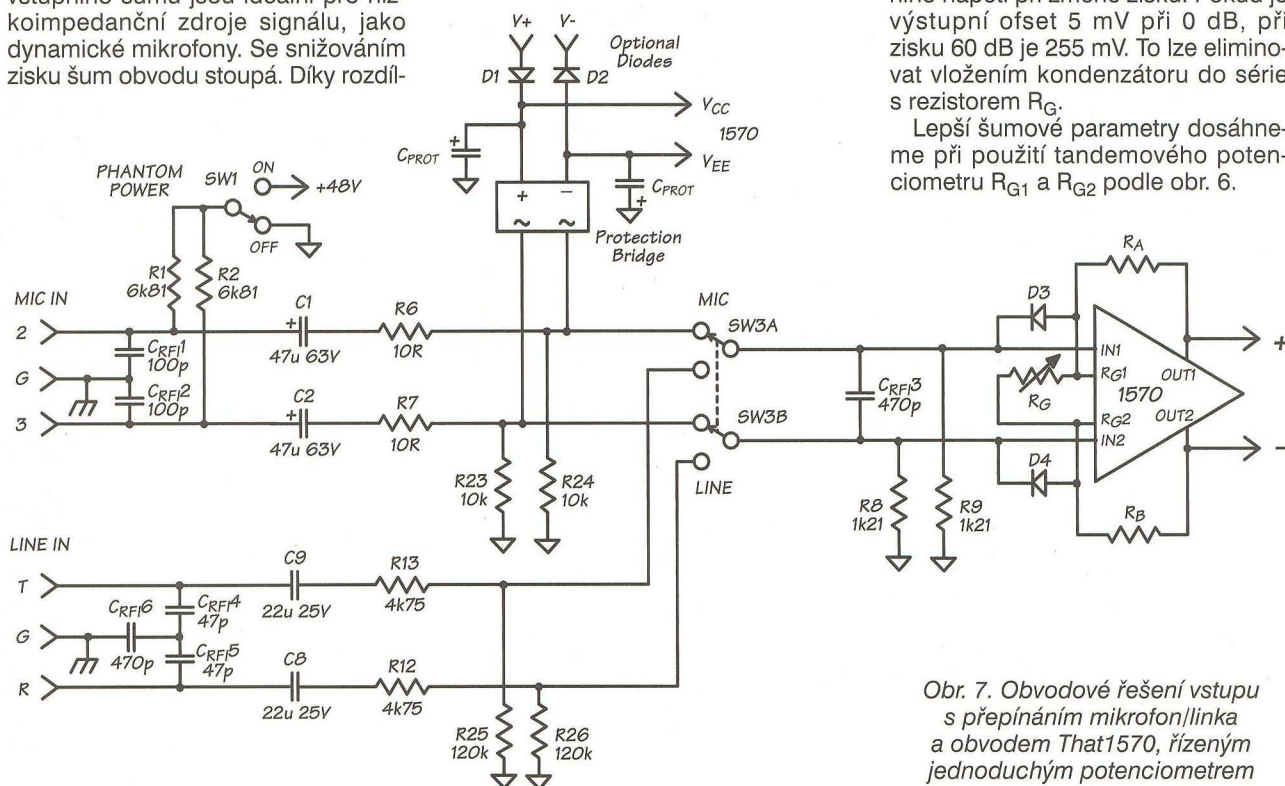 vstupního šumu jsou ideální pro níz-
koimpedanční zdroje signálu, jako
dynamické mikrofony. Se snižováním
zisku šum obvodu stoupá. Díky rozdíl-
výstupní ofset 5 mV při 0 dB, při
zisku 60 dB je 255 mV. To lze elimino-
vat vložením kondenzátoru do série
s rezistorem RG.
Lepší šumové parametry dosáhne-
me při použití tandemového poten-
ciometru RG1 a RG2 podle obr. 6.
V+ V-
Optional
Diodes
D1 D2
VCC
1570
VEE
CPROT
+
+
CPROT
+ −
~ ~
Protection
Bridge
PHANTOM
POWER
SW1
ON
+48V
OFF
R1
6k81
R2
6k81
MIC IN
2
G
3
CRFI1
100p
CRFI2
100p
C1
+
47u 63V
R6
10R
C2
+
47u 63V
R7
10R
R23
10k
R24
10k
MIC
SW3A
SW3B
LINE
CRFI3
470p
R8
1k21
R9
1k21
D3
D4
RA
RG
RB
IN1
RG1
1570
RG2
IN2
OUT1
OUT2
+
−
LINE IN
T
G
R
CRFI6
470p
CRFI4
47p
CRFI5
47p
C9
22u 25V
R13
4k75
C8
22u 25V
R12
4k75
R25
120k
R26
120k
Obr. 7. Obvodové řešení vstupu
s přepínáním mikrofon/linka
a obvodem That1570, řízeným
jednoduchým potenciometrem